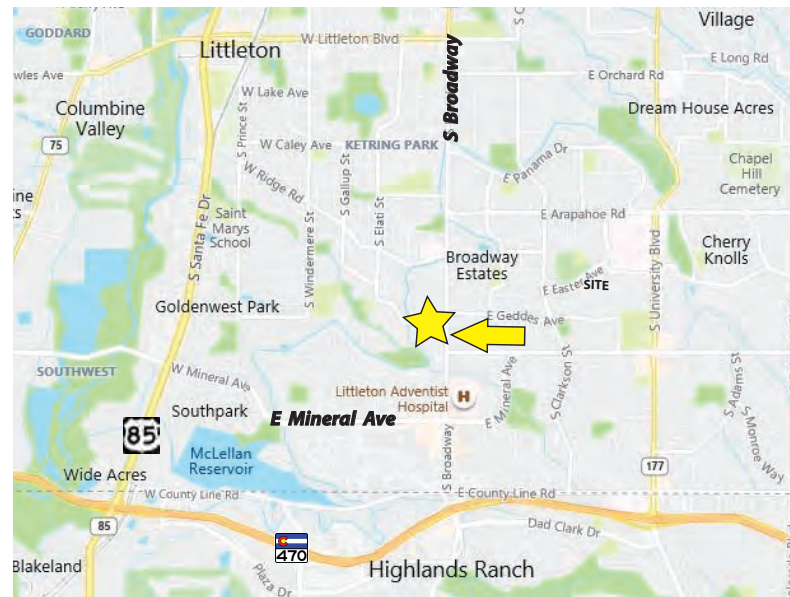 GODDARD
Littleton
W Littleton Blvd
S Broadway
Village
E Long Rd
wles Ave
E Orchard Rd
Columbine
Valley
W Lake Ave
Dream House Acres
75
S Prince St
W Caley Ave
KETRING PARK
E Panama Dr
Chapel
Hill
Cemetery
W Ridge Rd
S Gallup St
ine
Saint
Marys
School
S Elati St
E Arapahoe Rd
S Santa Fe Dr
S Windermere St
Broadway
Estates
S University Blvd
Cherry
Knolls
E Easter Ave
SITE
Goldenwest Park
E Geddes Ave
SOUTHWEST
W Mineral Ave
Littleton Adventist
Hospital
H
E Mineral Ave
S Clarkson St
S Adams St
Southpark
E Mineral Ave
85
S Monroe Way
McLellan
Reservoir
S Broadway
Wide Acres
177
W County Line Rd
E County Line Rd
85
Dad Clark Dr
470
Blakeland
Plaza Dr
Highlands Ranch